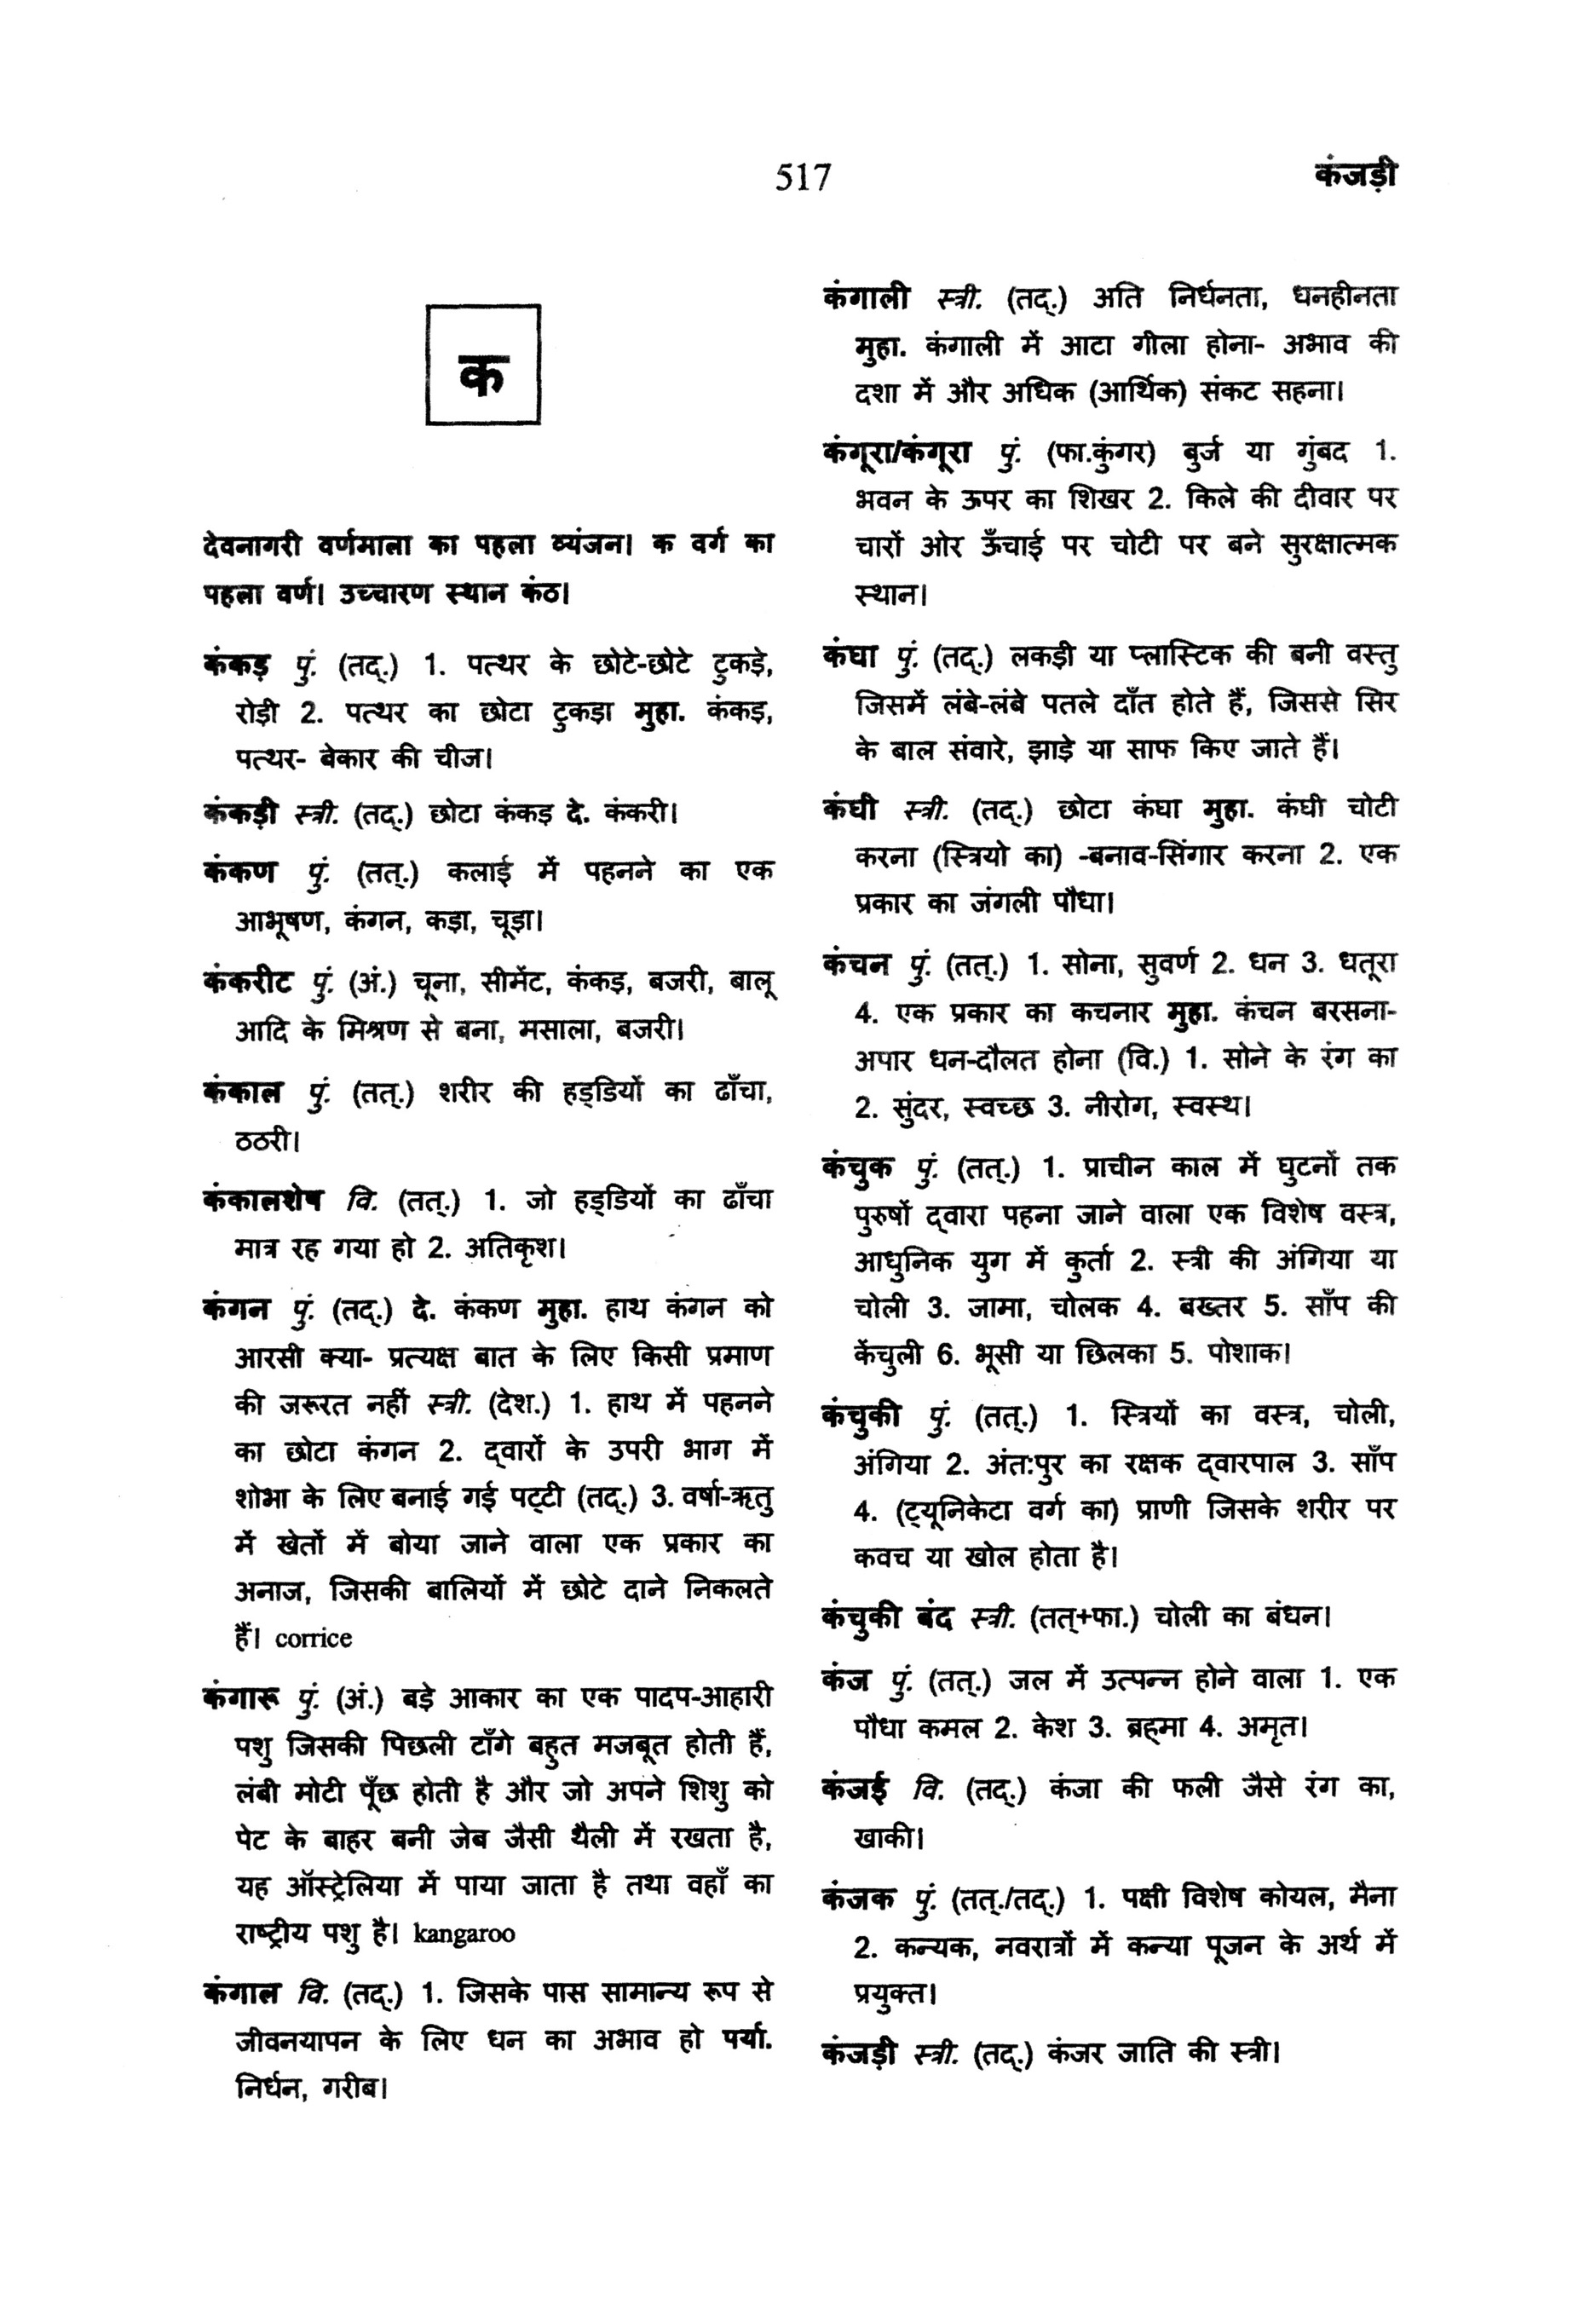 517
कंजड़ी
क
देवनागरी वर्णमाला का पहला व्यंजन। क वर्ग का
पहला वर्ण। उच्चारण स्थान कंठ।
कंकड़ पुं. (तद्.) 1. पत्थर के छोटे-छोटे टुकड़े,
रोड़ी 2. पत्थर का छोटा टुकड़ा मुहा. कंकड़,
पत्थर- बेकार की चीज।
कंकड़ी स्त्री. (तद्.) छोटा कंकड़ दे. कंकरी।
कंकण पुं. (तत्.) कलाई में पहनने का एक
आभूषण, कंगन, कड़ा, चूड़ा।
कंकरीट पुं. (अं.) चूना, सीमेंट, कंकड़, बजरी, बालू
आदि के मिश्रण से बना, मसाला, बजरी।
कंकाल पुं. (तत्.) शरीर की हड्डियों का ढाँचा,
ठठरी।
कंकालशेष वि. (तत्.) 1. जो हड्डियों का ढाँचा
मात्र रह गया हो 2. अतिकृश।
कंगन पुं. (तद्.) दे. कंकण मुहा. हाथ कंगन को
आरसी क्या- प्रत्यक्ष बात के लिए किसी प्रमाण
की जरूरत नहीं स्त्री. (देश.) 1. हाथ में पहनने
का छोटा कंगन 2. द्वारों के उपरी भाग में
शोभा के लिए बनाई गई पट्टी (तद्.) 3. वर्षा-ऋतु
में खेतों में बोया जाने वाला एक प्रकार का
अनाज, जिसकी बालियों में छोटे दाने निकलते
हैं। corrice
कंगारू पुं. (अं.) बड़े आकार का एक पादप-आहारी
पशु जिसकी पिछली टाँगे बहुत मजबूत होती हैं,
लंबी मोटी पूँछ होती है और जो अपने शिशु को
पेट के बाहर बनी जेब जैसी थैली में रखता है,
यह ऑस्ट्रेलिया में पाया जाता है तथा वहाँ का
राष्ट्रीय पशु है। kangaroo
कंगाल वि. (तद्.) 1. जिसके पास सामान्य रूप से
जीवनयापन के लिए धन का अभाव हो पर्या.
निर्धन, गरीब।
कंगाली स्त्री. (तद्.) अति निर्धनता, धनहीनता
मुहा. कंगाली में आटा गीला होना- अभाव की
दशा में और अधिक (आर्थिक) संकट सहना।
कंगूरा/कंगूरा पुं. (फा.कुंगर) बुर्ज या गुंबद 1.
भवन के ऊपर का शिखर 2. किले की दीवार पर
चारों ओर ऊँचाई पर चोटी पर बने सुरक्षात्मक
स्थान।
कंघा पुं. (तद्.) लकड़ी या प्लास्टिक की बनी वस्तु
जिसमें लंबे-लंबे पतले दाँत होते हैं, जिससे सिर
के बाल संवारे, झाड़े या साफ किए जाते हैं।
कंघी स्त्री. (तद्.) छोटा कंघा मुहा. कंघी चोटी
करना (स्त्रियो का) -बनाव-सिंगार करना 2. एक
प्रकार का जंगली पौधा।
कंचन पुं. (तत्.) 1. सोना, सुवर्ण 2. धन 3. धतूरा
4. एक प्रकार का कचनार मुहा. कंचन बरसना-
अपार धन-दौलत होना (वि.) 1. सोने के रंग का
2. सुंदर, स्वच्छ 3. नीरोग, स्वस्थ।
कंचुक पुं. (तत्.) 1. प्राचीन काल में घुटनों तक
पुरुषों द्वारा पहना जाने वाला एक विशेष वस्त्र,
आधुनिक युग में कुर्ता 2. स्त्री की अंगिया या
चोली 3. जामा, चोलक 4. बख्तर 5. साँप की
केंचुली 6. भूसी या छिलका 5. पोशाक।
कंचुकी पुं. (तत्.) 1. स्त्रियों का वस्त्र, चोली,
अंगिया 2. अंतःपुर का रक्षक द्वारपाल 3. साँप
4. (ट्यूनिकेटा वर्ग का) प्राणी जिसके शरीर पर
कवच या खोल होता है।
कंचुकी बंद स्त्री. (तत्+फा.) चोली का बंधन।
कंज पुं. (तत्.) जल में उत्पन्न होने वाला 1. एक
पौधा कमल 2. केश 3. ब्रह्मा 4. अमृत।
कंजई वि. (तद्.) कंजा की फली जैसे रंग का,
खाकी।
कंजक पुं. (तत्./तद्.) 1. पक्षी विशेष कोयल, मैना
2. कन्यक, नवरात्रों में कन्या पूजन के अर्थ में
प्रयुक्त।
कंजड़ी स्त्री. (तद्.) कंजर जाति की स्त्री।